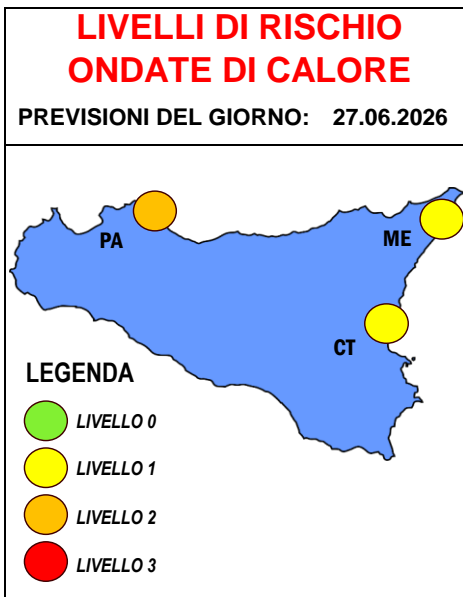 LIVELLI DI RISCHIO
ONDATE DI CALORE
PREVISIONI DEL GIORNO: 27.06.2026
PA
ME
CT
LEGENDA
LIVELLO 0
LIVELLO 1
LIVELLO 2
LIVELLO 3